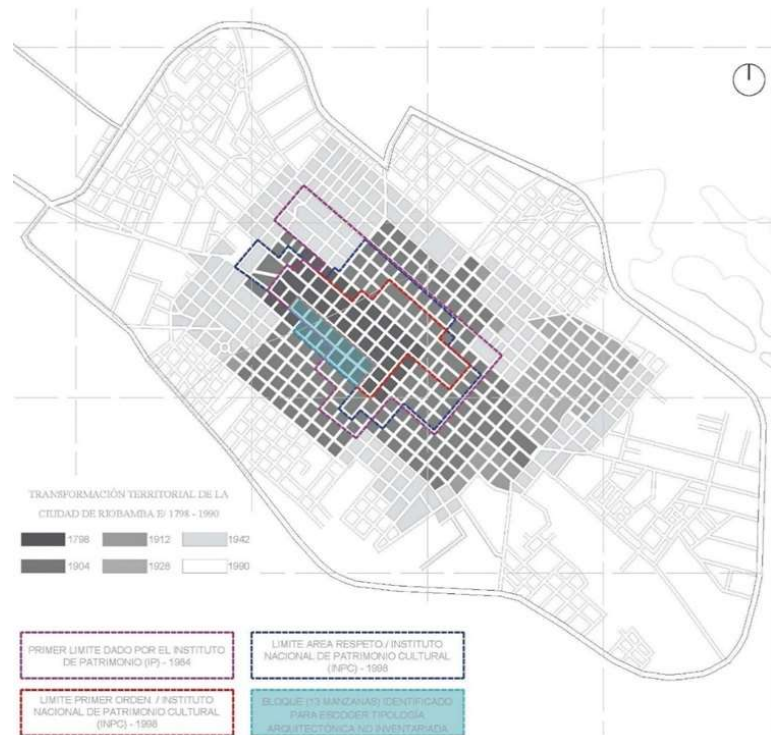 TRANSFORMACIÓN TERRITORIAL DE LA
CIUDAD DE RIOBAMBA E/ 1798 - 1990
1798 1912 1942
1904 1928 1990
PRIMER LIMITE DADO POR EL INSTITUTO
DE PATRIMONIO (IP) - 1984
LIMITE AREA RESPETO / INSTITUTO
NACIONAL DE PATRIMONIO CULTURAL
(INPC) - 1998
LIMITE PRIMER ORDEN / INSTITUTO
NACIONAL DE PATRIMONIO CULTURAL
(INPC) - 1998
BLOQUE (13 MANZANAS) IDENTIFICADO
PARA ESCOGER TIPOLOGÍA
ARQUITECTÓNICA NO INVENTARIADA